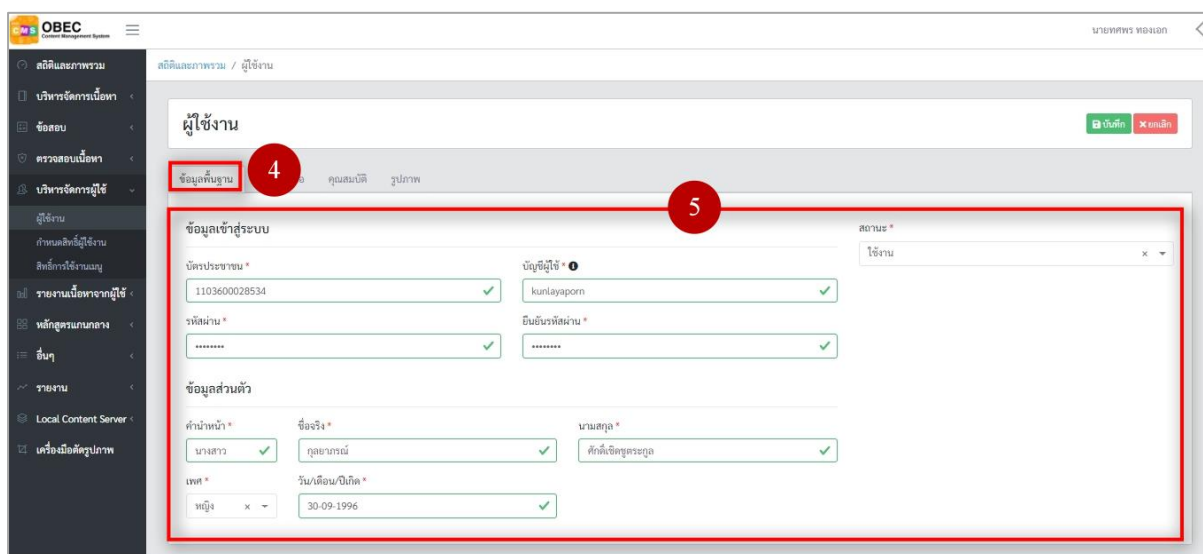 CMS OBEC
Content Management System
นายทศพร ทองเอก
สถิติและภาพรวม
บริหารจัดการเนื้อหา
ข้อสอบ
ตรวจสอบเนื้อหา
บริหารจัดการผู้ใช้
ผู้ใช้งาน
กำหนดสิทธิ์ผู้ใช้งาน
สิทธิ์การใช้งานเมนู
รายงานเนื้อหาจากผู้ใช้
หลักสูตรแกนกลาง
อื่นๆ
รายงาน
Local Content Server
เครื่องมือตัดรูปภาพ
สถิติและภาพรวม / ผู้ใช้งาน
ผู้ใช้งาน
บันทึก × ยกเลิก
ข้อมูลพื้นฐาน 4 อ คุณสมบัติ รูปภาพ
5
ข้อมูลเข้าสู่ระบบ
สถานะ *
ใช้งาน ×
บัตรประชาชน * บัญชีผู้ใช้ *
1103600028534 kunlayaporn
รหัสผ่าน * ยืนยันรหัสผ่าน *
•••••••• ••••••••
ข้อมูลส่วนตัว
คำนำหน้า * ชื่อจริง * นามสกุล *
นางสาว กุลยาภรณ์
เพศ * วัน/เดือน/ปีเกิด *
หญิง × 30-09-1996